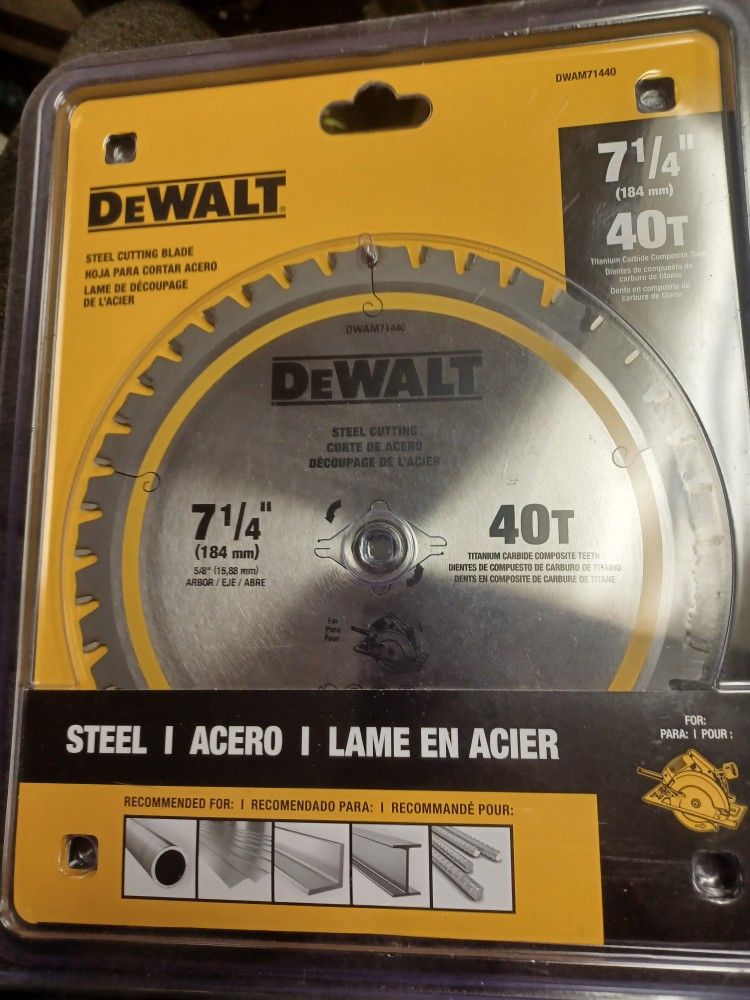 DWAM71440
7 1/4"
(184 mm)
40T
Titanium Carbide Composite Teeth
Dientes de compuesto de
carburo de titanio
Dents en composite de
carbure de titane
DEWALT®
STEEL CUTTING BLADE
HOJA PARA CORTAR ACERO
LAME DE DÉCOUPAGE
DE L'ACIER
DWAM71440
DEWALT
STEEL CUTTING
CORTE DE ACERO
DÉCOUPAGE DE L'ACIER
7 1/4"
(184 mm)
5/8" (15,88 mm)
ARBOR / EJE / ABRE
40T
TITANIUM CARBIDE COMPOSITE TEETH
DIENTES DE COMPUESTO DE CARBURO DE TITANIO
DENTS EN COMPOSITE DE CARBURE DE TITANE
For
Para:
Pour
STEEL | ACERO | LAME EN ACIER
FOR:
PARA: | POUR :
RECOMMENDED FOR: | RECOMENDADO PARA: | RECOMMANDÉ POUR: